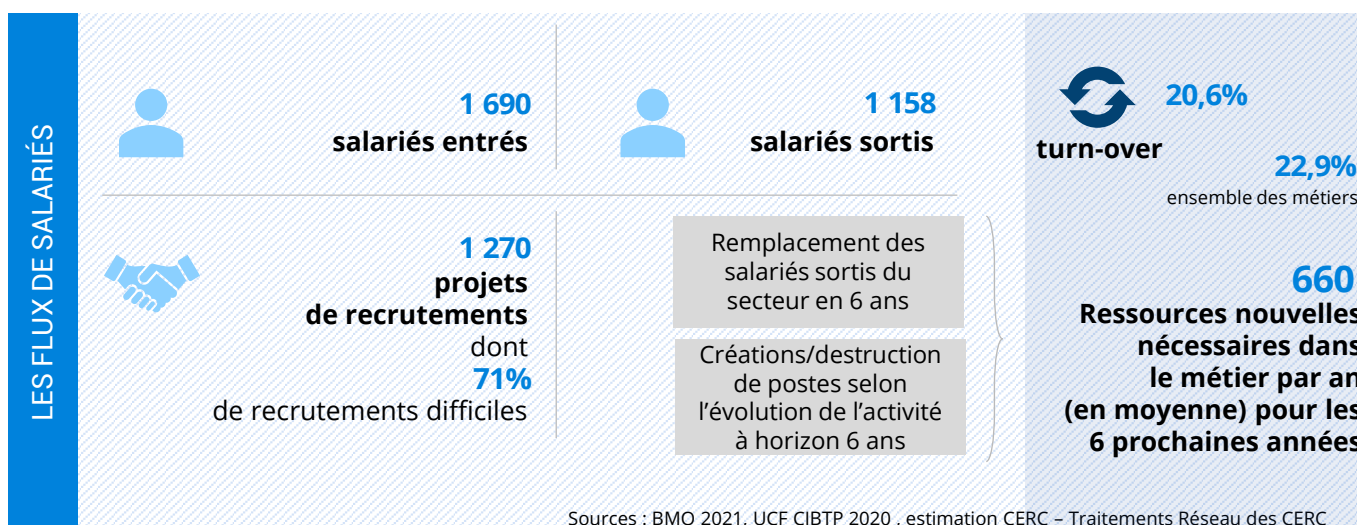 LES FLUX DE SALARIÉS
1 690
salariés entrés
1 158
salariés sortis
20,6%
turn-over
22,9%
ensemble des métiers
1 270
projets
de recrutements
dont
71%
de recrutements difficiles
Remplacement des
salariés sortis du
secteur en 6 ans
Créations/destruction
de postes selon
l'évolution de l'activité
à horizon 6 ans
660
Ressources nouvelles
nécessaires dans
le métier par an
(en moyenne) pour les
6 prochaines années
Sources : BMO 2021, UCF CIBTP 2020 , estimation CERC – Traitements Réseau des CERC